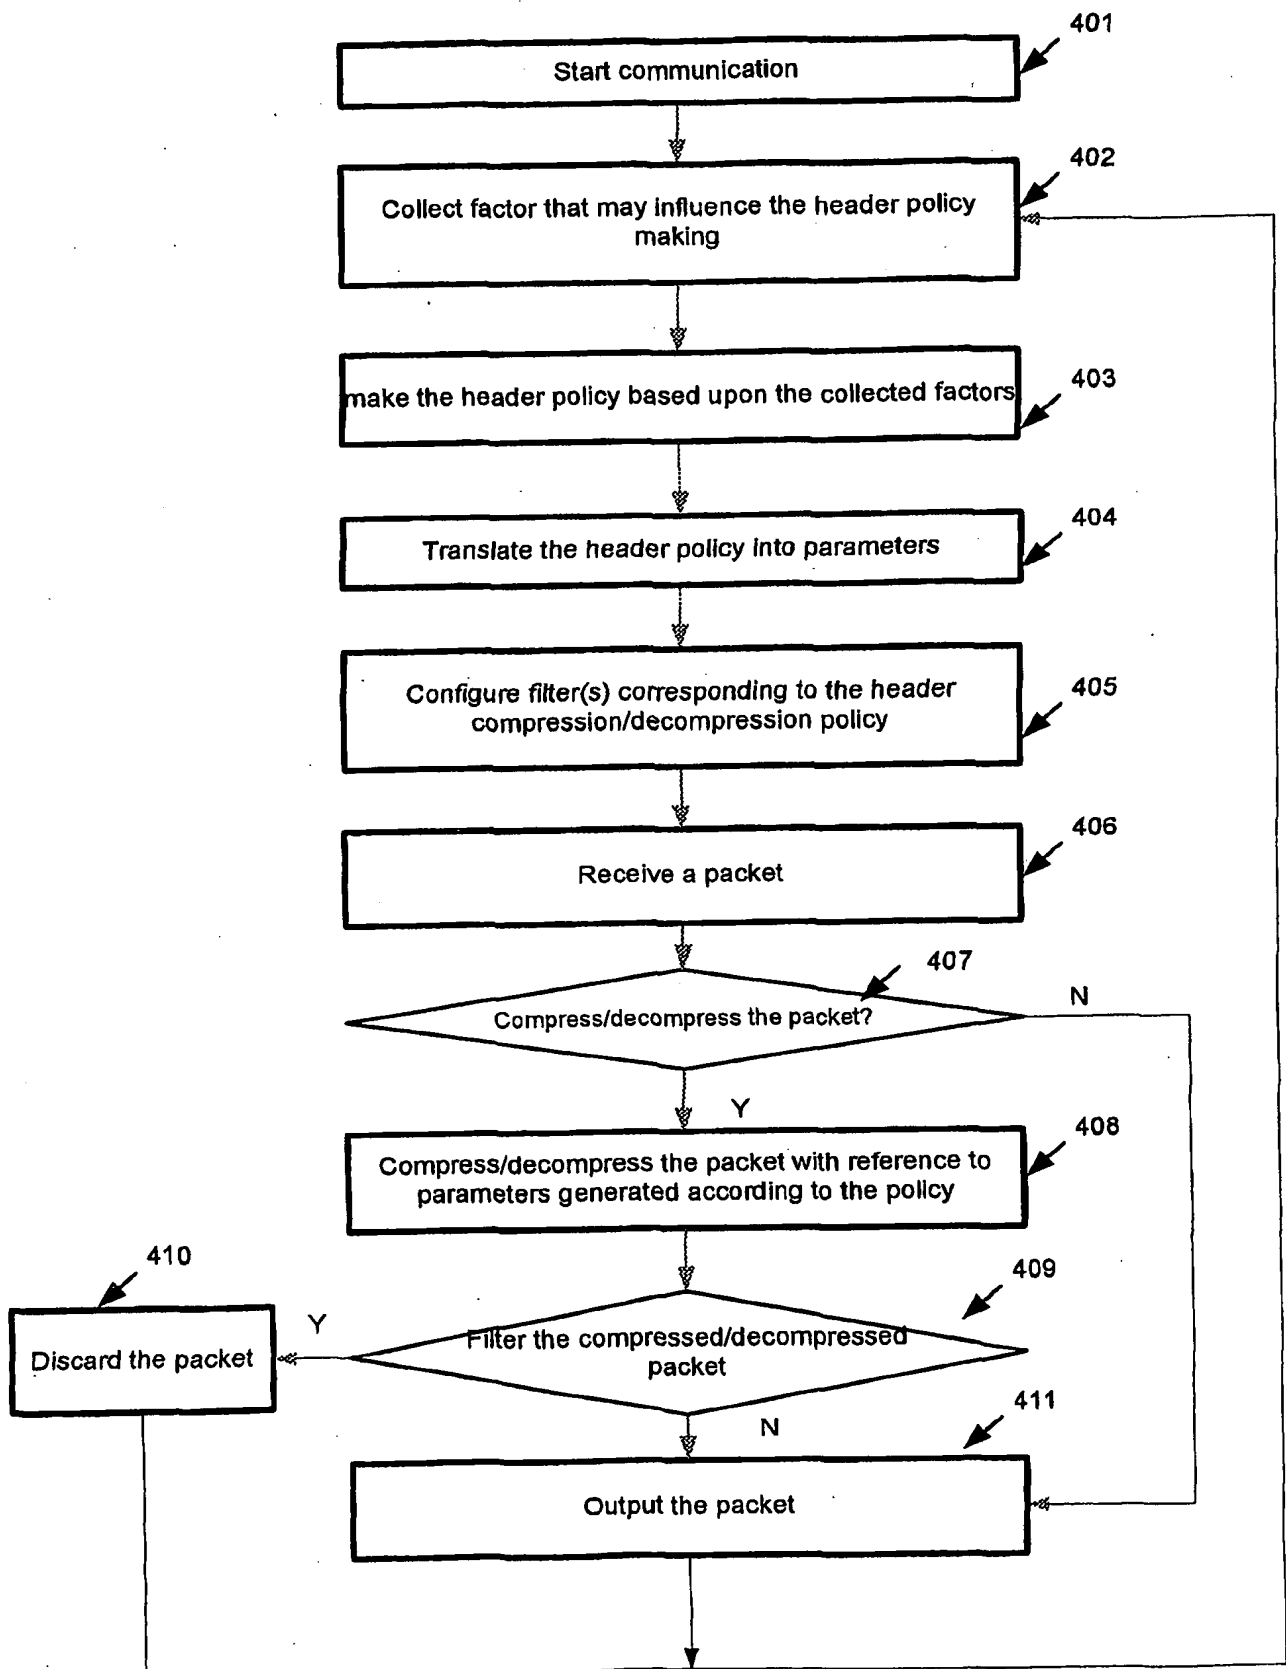 401
Start communication
402
Collect factor that may influence the header policy
making
403
make the header policy based upon the collected factors
404
Translate the header policy into parameters
405
Configure filter(s) corresponding to the header
compression/decompression policy
406
Receive a packet
407
N
Compress/decompress the packet?
Y
408
Compress/decompress the packet with reference to
parameters generated according to the policy
410
409
Y
Filter the compressed/decompressed
packet
Discard the packet
411
N
Output the packet